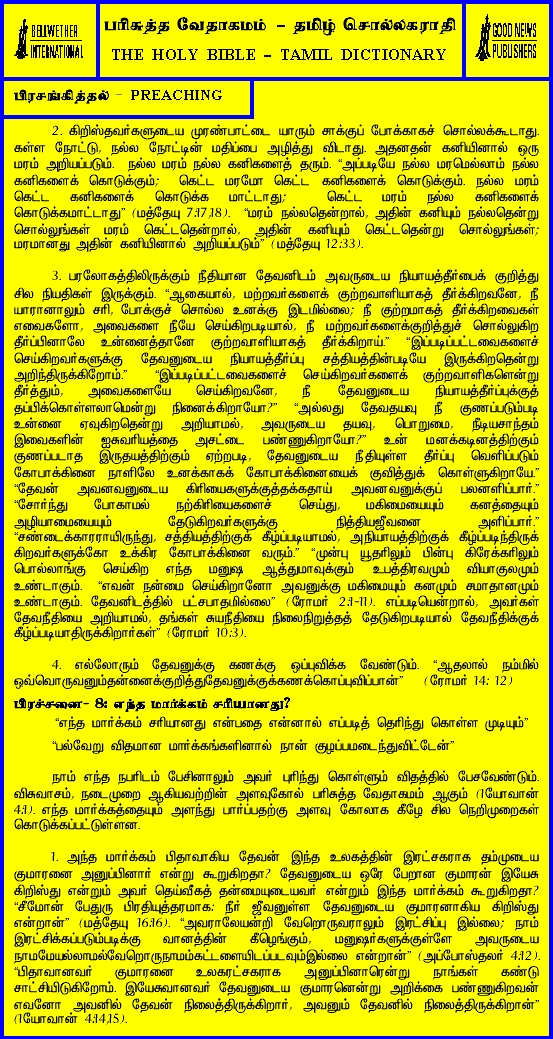 BELLWETHER
INTERNATIONAL
பரிசுத்த வேதாகமம் – தமிழ் சொல்லகராதி
THE HOLY BIBLE – TAMIL DICTIONARY
GOOD NEWS
PUBLISHERS
பிரசங்கித்தல் - PREACHING
2. கிறிஸ்தவர்களுடைய முரண்பாட்டை யாரும் சாக்குப் போக்காகச் சொல்லக்கூடாது.
கள்ள நோட்டு, நல்ல நோட்டின் மதிப்பை அழித்து விடாது. அதனதன் கனியினால் ஒரு
மரம் அறியப்படும். நல்ல மரம் நல்ல கனிகளைத் தரும். “அப்படியே நல்ல மரமெல்லாம் நல்ல
கனிகளைக் கொடுக்கும்; கெட்ட மரமோ கெட்ட கனிகளைக் கொடுக்கும். நல்ல மரம்
கெட்ட கனிகளைக் கொடுக்க மாட்டாது; கெட்ட மரம் நல்ல கனிகளைக்
கொடுக்கமாட்டாது” (மத்தேயு 7:17,18). “மரம் நல்லதென்றால், அதின் கனியும் நல்லதென்று
சொல்லுங்கள் மரம் கெட்டதென்றால், அதின் கனியும் கெட்டதென்று சொல்லுங்கள்;
மரமானது அதின் கனியினால் அறியப்படும்” (மத்தேயு 12:33).
3. பரலோகத்திலிருக்கும் நீதியான தேவனிடம் அவருடைய நியாயத்தீர்பைக் குறித்து
சில நியதிகள் இருக்கும். “ஆகையால், மற்றவர்களைக் குற்றவாளியாகத் தீர்க்கிறவனே, நீ
யாரானாலும் சரி, போக்குச் சொல்ல உனக்கு இடமில்லை; நீ குற்றமாகத் தீர்க்கிறவைகள்
எவைகளோ, அவைகளை நீயே செய்கிறபடியால், நீ மற்றவர்களைக்குறித்துச் சொல்லுகிற
தீர்ப்பினாலே உன்னைத்தானே குற்றவாளியாகத் தீர்க்கிறாய்.” “இப்படிப்பட்டவைகளைச்
செய்கிறவர்களுக்கு தேவனுடைய நியாயத்தீர்ப்பு சத்தியத்தின்படியே இருக்கிறதென்று
அறிந்திருக்கிறோம்.” “இப்படிப்பட்டவைகளைச் செய்கிறவர்களைக் குற்றவாளிகளென்று
தீர்த்தும், அவைகளையே செய்கிறவனே, நீ தேவனுடைய நியாயத்தீர்ப்புக்குத்
தப்பிக்கொள்ளலாமென்று நினைக்கிறாயோ?” “அல்லது தேவதயவு நீ குணப்படும்படி
உன்னை ஏவுகிறதென்று அறியாமல், அவருடைய தயவு, பொறுமை, நீடியசாந்தம்
இவைகளின் ஐசுவரியத்தை அசட்டை பண்ணுகிறாயோ?” உன் மனக்கடினத்திற்கும்
குணப்படாத இருதயத்திற்கும் ஏற்றபடி, தேவனுடைய நீதியுள்ள தீர்ப்பு வெளிப்படும்
கோபாக்கினை நாளிலே உனக்காகக் கோபாக்கினையைக் குவித்துக் கொள்ளுகிறாயே.”
“தேவன் அவனவனுடைய கிரியைகளுக்குத்தக்கதாய் அவனவனுக்குப் பலனளிப்பார்.”
“சோர்ந்து போகாமல் நற்கிரியைகளைச் செய்து, மகிமையையும் கனத்தையும்
அழியாமையையும் தேடுகிறவர்களுக்கு நித்தியஜீவனை அளிப்பார்.”
“சண்டைக்காரராயிருந்து, சத்தியத்திற்குக் கீழ்ப்படியாமல், அநியாயத்திற்குக் கீழ்ப்படிந்திருக்
கிறவர்களுக்கோ உக்கிர கோபாக்கினை வரும்.” “முன்பு யூதரிலும் பின்பு கிரேக்கரிலும்
பொல்லாங்கு செய்கிற எந்த மனுஷ ஆத்துமாவுக்கும் உபத்திரவமும் வியாகுலமும்
உண்டாகும். “எவன் நன்மை செய்கிறானோ அவனுக்கு மகிமையும் கனமும் சமாதானமும்
உண்டாகும். தேவனிடத்தில் பட்சபாதமில்லை” (ரோமர் 2:1-11). எப்படியென்றால், அவர்கள்
தேவநீதியை அறியாமல், தங்கள் சுயநீதியை நிலைநிறுத்தத் தேடுகிறபடியால் தேவநீதிக்குக்
கீழ்ப்படியாதிருக்கிறார்கள்” (ரோமர் 10:3).
4. எல்லோரும் தேவனுக்கு கணக்கு ஒப்புவிக்க வேண்டும். “ஆதலால் நம்மில்
ஒவ்வொருவனும்தன்னைக்குறித்துதேவனுக்குக்கணக்கொப்புவிப்பான்” (ரோமர் 14: 12)
பிரச்சனை- 8: எந்த மார்க்கம் சரியானது?
“எந்த மார்க்கம் சரியானது என்பதை என்னால் எப்படித் தெரிந்து கொள்ள முடியும்”
“பல்வேறு விதமான மார்க்கங்களினால் நான் குழப்பமடைந்துவிட்டேன்”
நாம் எந்த நபரிடம் பேசினாலும் அவர் புரிந்து கொள்ளும் விதத்தில் பேசவேண்டும்.
விசுவாசம், நடைமுறை ஆகியவற்றின் அளவுகோல் பரிசுத்த வேதாகமம் ஆகும் (1யோவான்
4:1). எந்த மார்க்கத்தையும் அளந்து பார்ப்பதற்கு அளவு கோலாக கீழே சில நெறிமுறைகள்
கொடுக்கப்பட்டுள்ளன.
1. அந்த மார்க்கம் பிதாவாகிய தேவன் இந்த உலகத்தின் இரட்சகராக தம்முடைய
குமாரனை அனுப்பினார் என்று கூறுகிறதா? தேவனுடைய ஒரே பேறான குமாரன் இயேசு
கிறிஸ்து என்றும் அவர் தெய்வீகத் தன்மையுடையவர் என்றும் இந்த மார்க்கம் கூறுகிறதா?
“சீமோன் பேதுரு பிரதியுத்தரமாக: நீர் ஜீவனுள்ள தேவனுடைய குமாரனாகிய கிறிஸ்து
என்றான்” (மத்தேயு 16:16). “அவராலேயன்றி வேறொருவராலும் இரட்சிப்பு இல்லை; நாம்
இரட்சிக்கப்படும்படிக்கு வானத்தின் கீழெங்கும், மனுஷர்களுக்குள்ளே அவருடைய
நாமமேயல்லாமல்வேறொருநாமம்கட்டளையிடப்படவும்இல்லை என்றான்” (அப்போஸ்தலர் 4:12).
“பிதாவானவர் குமாரனை உலகரட்சகராக அனுப்பினாரென்று நாங்கள் கண்டு
சாட்சியிடுகிறோம். இயேசுவானவர் தேவனுடைய குமாரனென்று அறிக்கை பண்ணுகிறவன்
எவனோ அவனில் தேவன் நிலைத்திருக்கிறார், அவனும் தேவனில் நிலைத்திருக்கிறான்”
(1யோவான் 4:14,15).